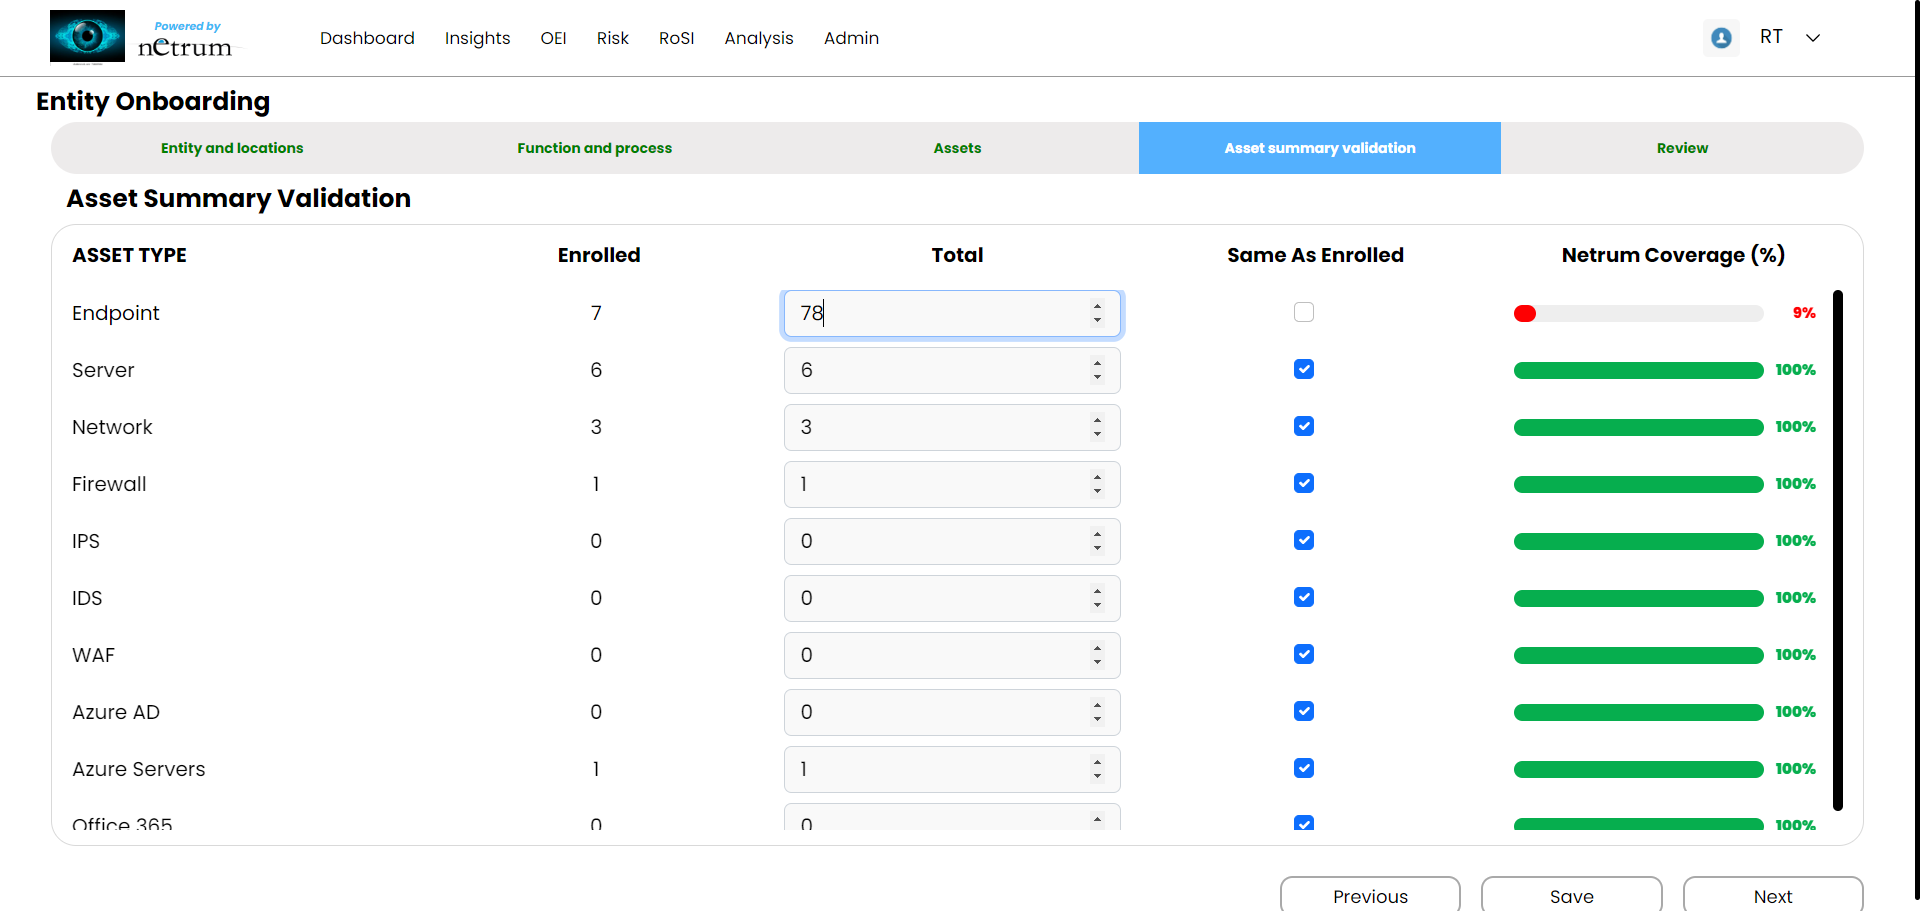 Powered by
netrum
Dashboard Insights OEI Risk RoSI Analysis Admin
RT
Entity Onboarding
Entity and locations Function and process Assets Asset summary validation Review
Asset Summary Validation
ASSET TYPE Enrolled Total Same As Enrolled Netrum Coverage (%)
Endpoint 7 78 9%
Server 6 6 100%
Network 3 3 100%
Firewall 1 1 100%
IPS 0 0 100%
IDS 0 0 100%
WAF 0 0 100%
Azure AD 0 0 100%
Azure Servers 1 1 100%
Office 365 0 0 100%
Previous Save Next